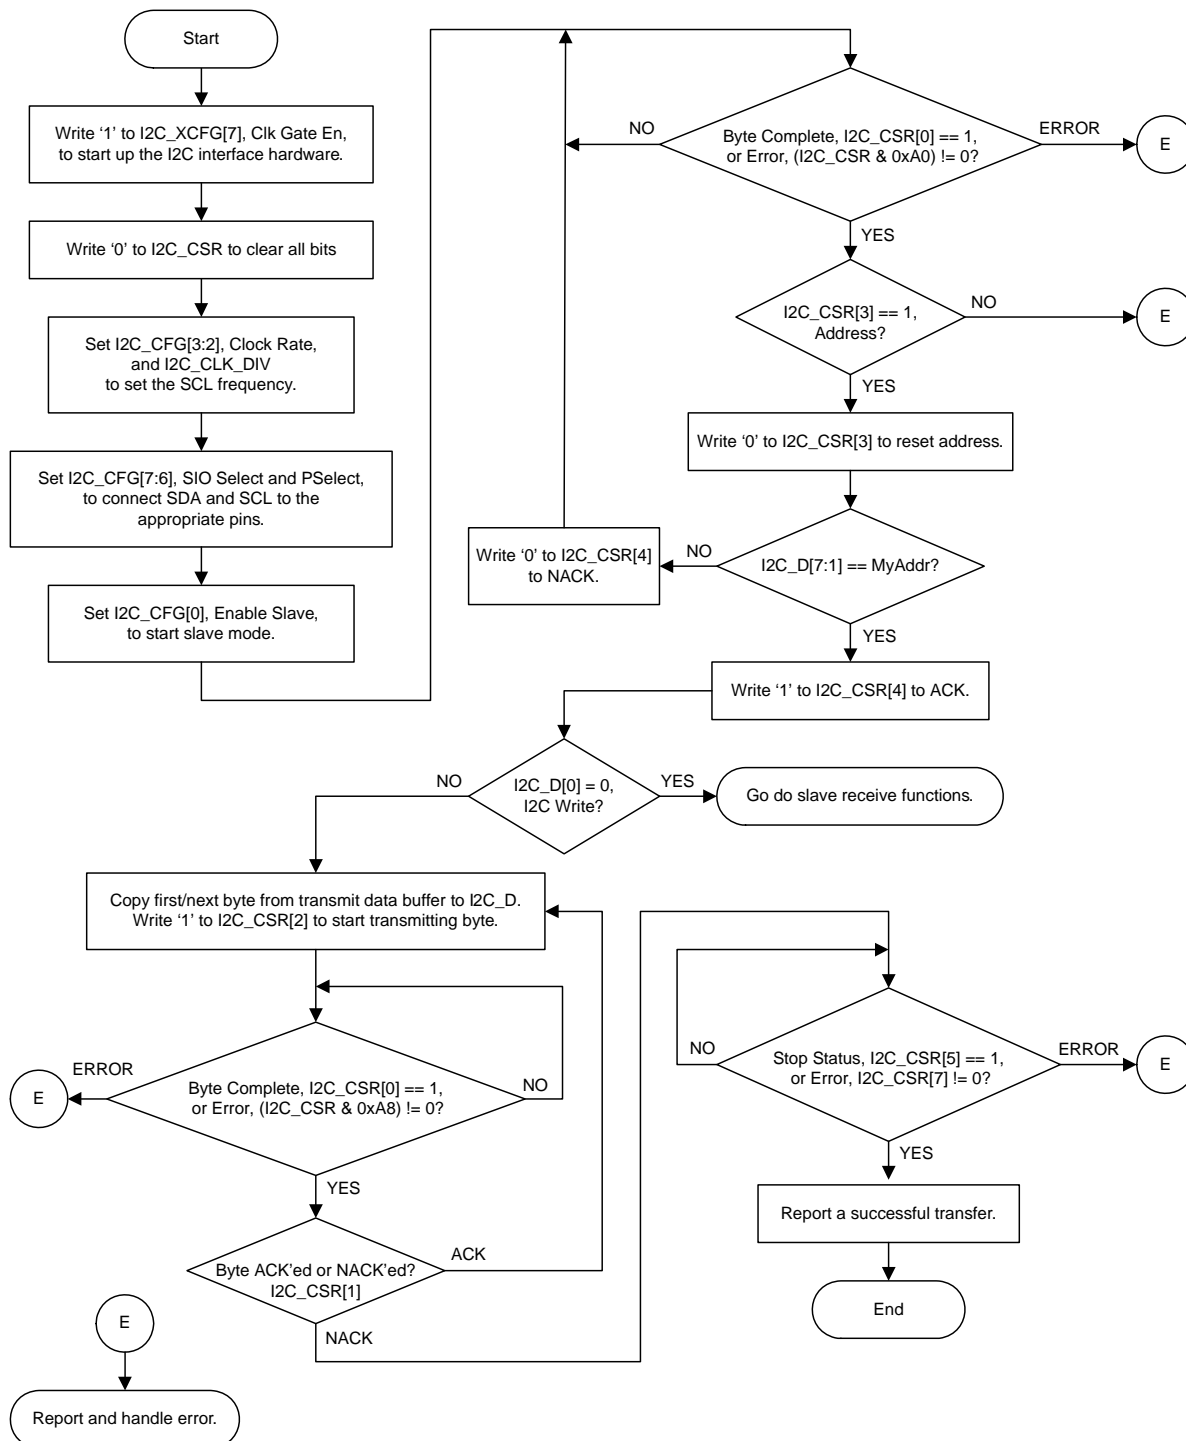 Start
Write ‘1’ to I2C_XCFG[7], Clk Gate En,
to start up the I2C interface hardware.
Write ‘0’ to I2C_CSR to clear all bits
Set I2C_CFG[3:2], Clock Rate,
and I2C_CLK_DIV
to set the SCL frequency.
Set I2C_CFG[7:6], SIO Select and PSelect,
to connect SDA and SCL to the
appropriate pins.
Set I2C_CFG[0], Enable Slave,
to start slave mode.
NO
Byte Complete, I2C_CSR[0] == 1,
or Error, (I2C_CSR & 0xA0) != 0?
ERROR
E
YES
I2C_CSR[3] == 1,
Address?
NO
E
YES
Write ‘0’ to I2C_CSR[3] to reset address.
I2C_D[7:1] == MyAddr?
NO
Write ‘0’ to I2C_CSR[4]
to NACK.
YES
Write ‘1’ to I2C_CSR[4] to ACK.
NO
I2C_D[0] = 0,
I2C Write?
YES
Go do slave receive functions.
Copy first/next byte from transmit data buffer to I2C_D.
Write ‘1’ to I2C_CSR[2] to start transmitting byte.
ERROR
E
Byte Complete, I2C_CSR[0] == 1,
or Error, (I2C_CSR & 0xA8) != 0?
NO
YES
Byte ACK’ed or NACK’ed?
I2C_CSR[1]
ACK
NACK
NO
Stop Status, I2C_CSR[5] == 1,
or Error, I2C_CSR[7] != 0?
ERROR
E
YES
Report a successful transfer.
End
E
Report and handle error.